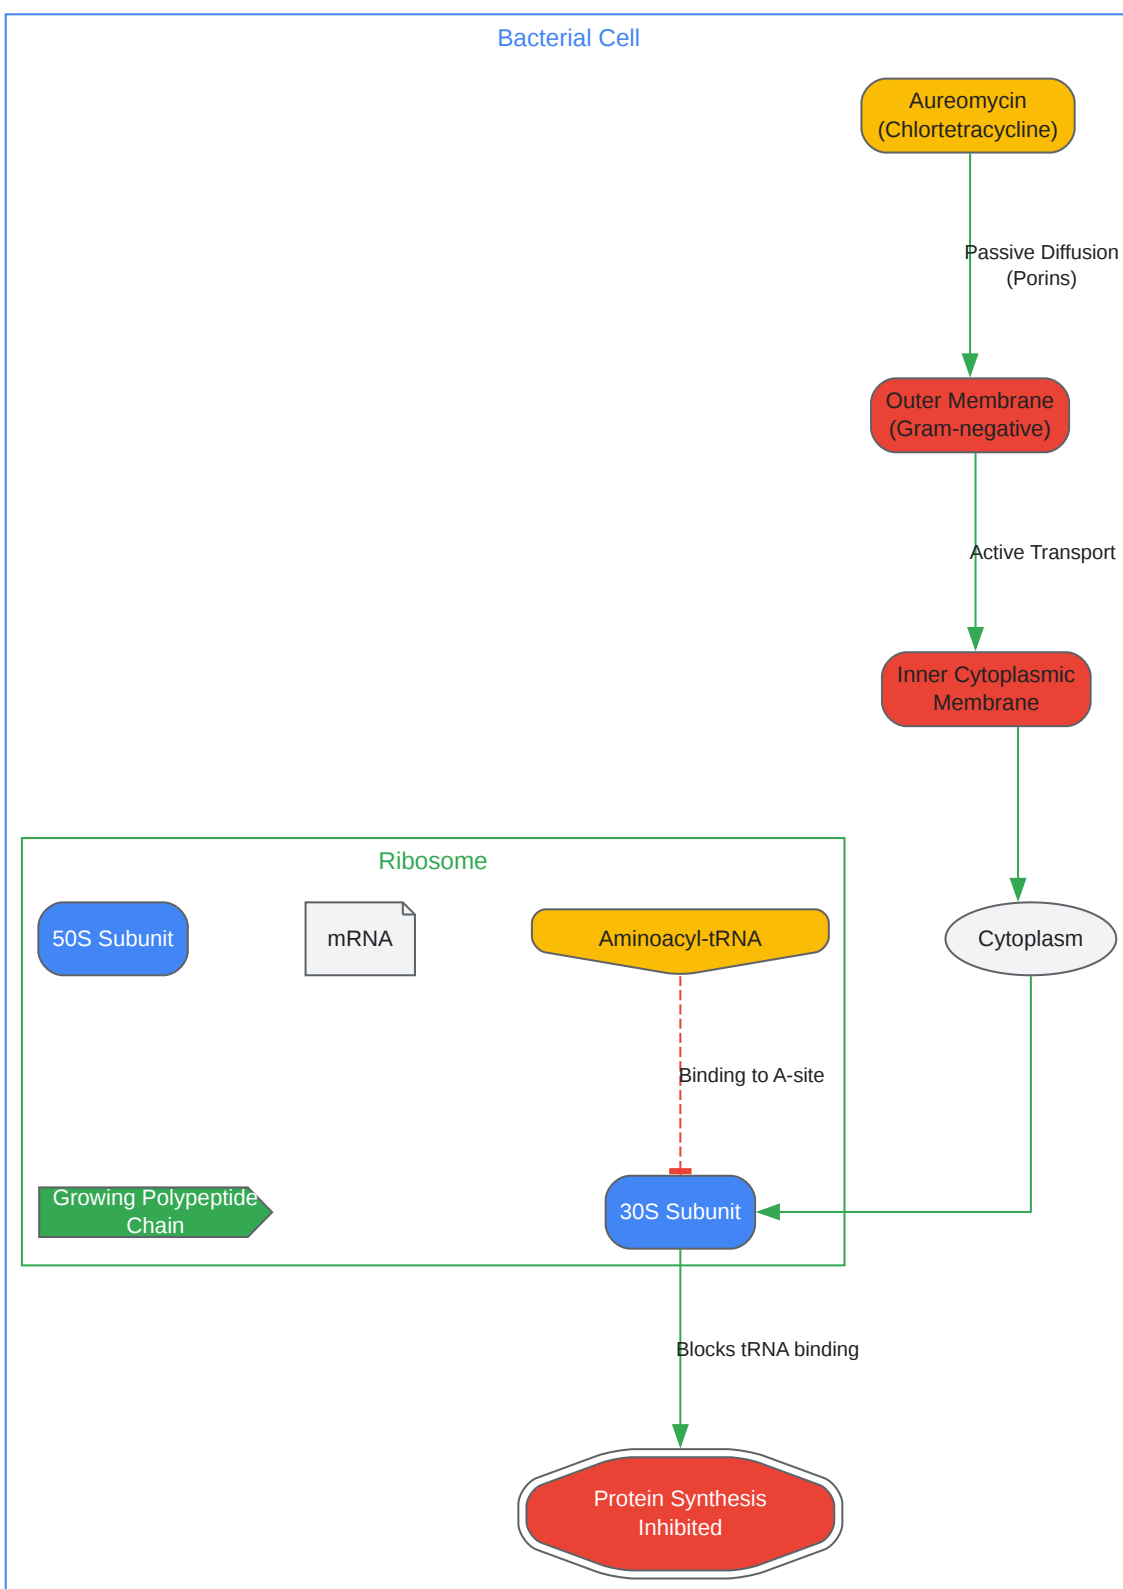 Bacterial Cell
Aureomycin
(Chlortetracycline)
Passive Diffusion
(Porins)
Outer Membrane
(Gram-negative)
Active Transport
Inner Cytoplasmic
Membrane
Ribosome
50S Subunit
mRNA
Aminoacyl-tRNA
Cytoplasm
Binding to A-site
Growing Polypeptide
Chain
30S Subunit
Blocks tRNA binding
Protein Synthesis
Inhibited